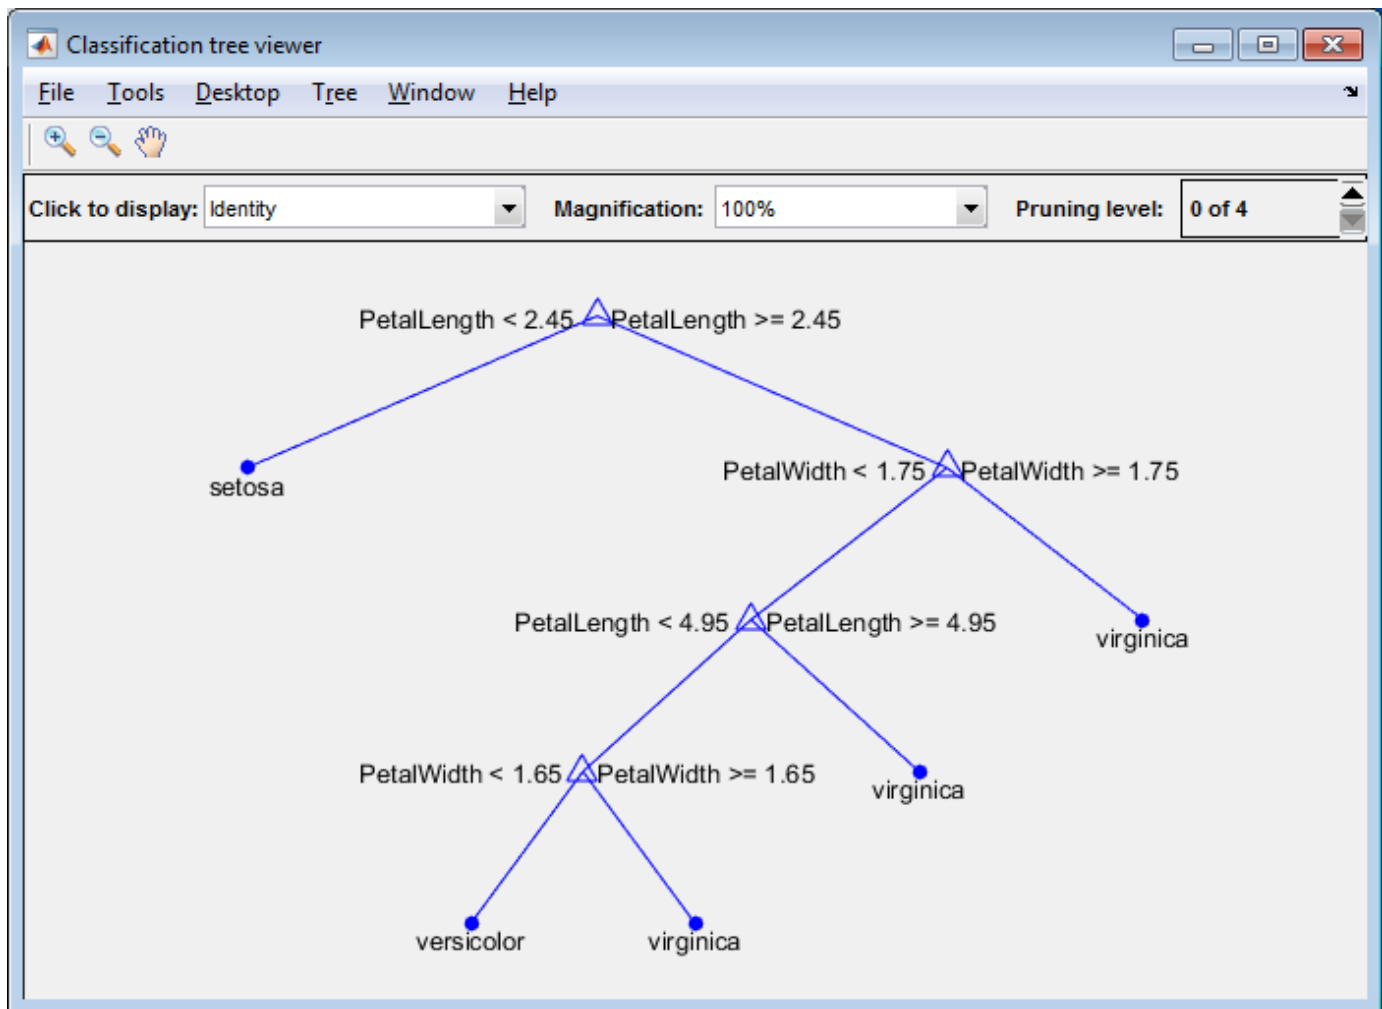 Classification tree viewer
File Tools Desktop Tree Window Help
Click to display: Identity Magnification: 100% Pruning level: 0 of 4
PetalLength < 2.45 PetalLength >= 2.45
setosa
PetalWidth < 1.75 PetalWidth >= 1.75
PetalLength < 4.95 PetalLength >= 4.95
virginica
PetalWidth < 1.65 PetalWidth >= 1.65
virginica
versicolor virginica